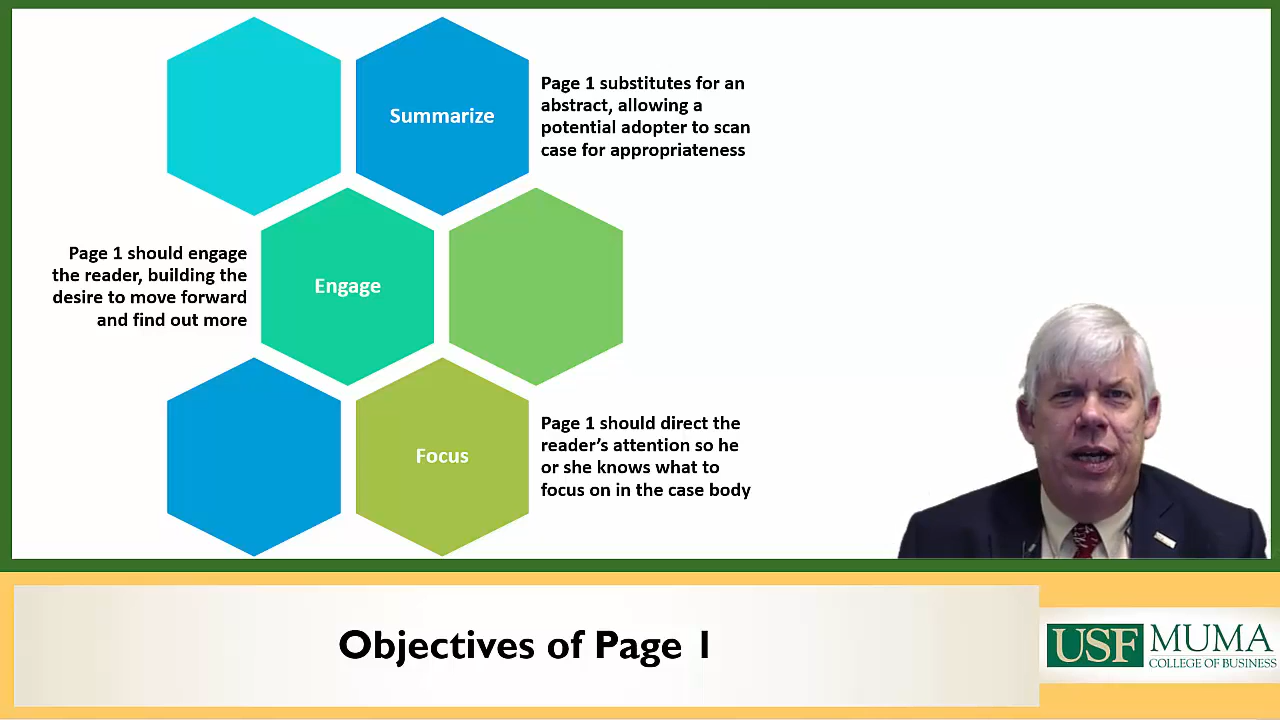 Summarize
Page 1 substitutes for an
abstract, allowing a
potential adopter to scan
case for appropriateness
Page 1 should engage
the reader, building the
desire to move forward
and find out more
Engage
Focus
Page 1 should direct the
reader’s attention so he
or she knows what to
focus on in the case body
Objectives of Page 1
USF MUMA
COLLEGE OF BUSINESS